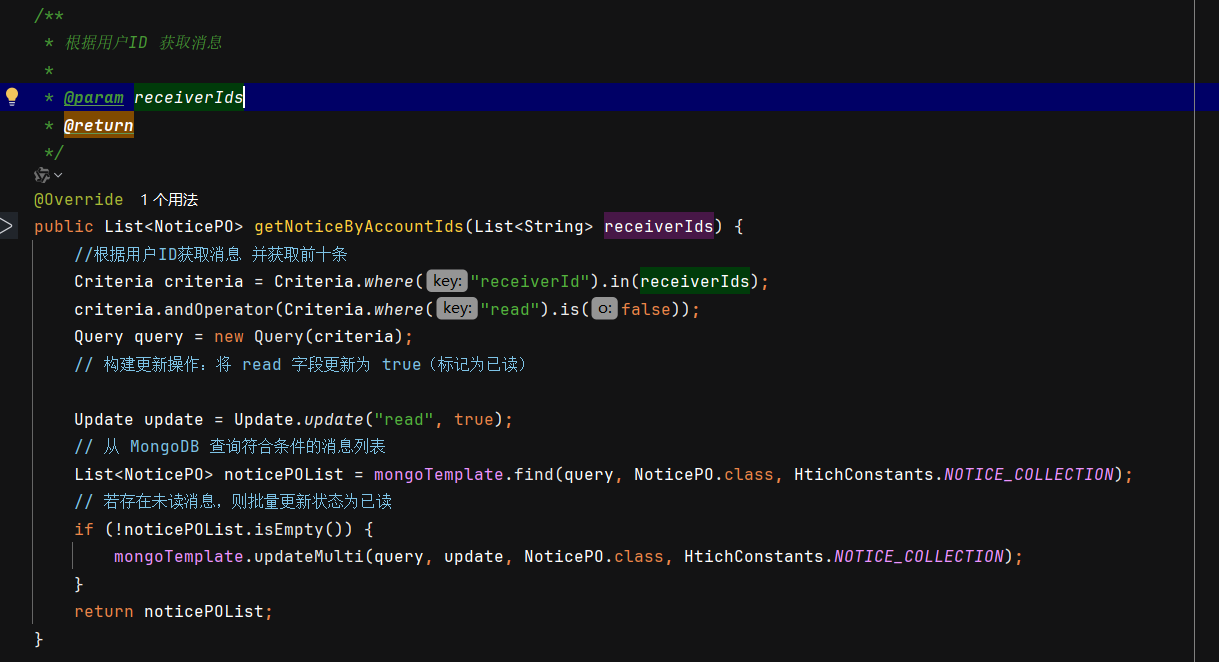 /**
 * 根据用户ID 获取消息
 *
 * @param receiverIds
 * @return
 */
@Override 1 个用法
public List<NoticePO> getNoticeByAccountIds(List<String> receiverIds) {
    //根据用户ID获取消息 并获取前十条
    Criteria criteria = Criteria.where( key: "receiverId").in(receiverIds);
    criteria.andOperator(Criteria.where( key: "read").is( o: false));
    Query query = new Query(criteria);
    // 构建更新操作：将 read 字段更新为 true（标记为已读）
    Update update = Update.update("read", true);
    // 从 MongoDB 查询符合条件的消息列表
    List<NoticePO> noticePOList = mongoTemplate.find(query, NoticePO.class, HtichConstants.NOTICE_COLLECTION);
    // 若存在未读消息，则批量更新状态为已读
    if (!noticePOList.isEmpty()) {
        mongoTemplate.updateMulti(query, update, NoticePO.class, HtichConstants.NOTICE_COLLECTION);
    }
    return noticePOList;
}